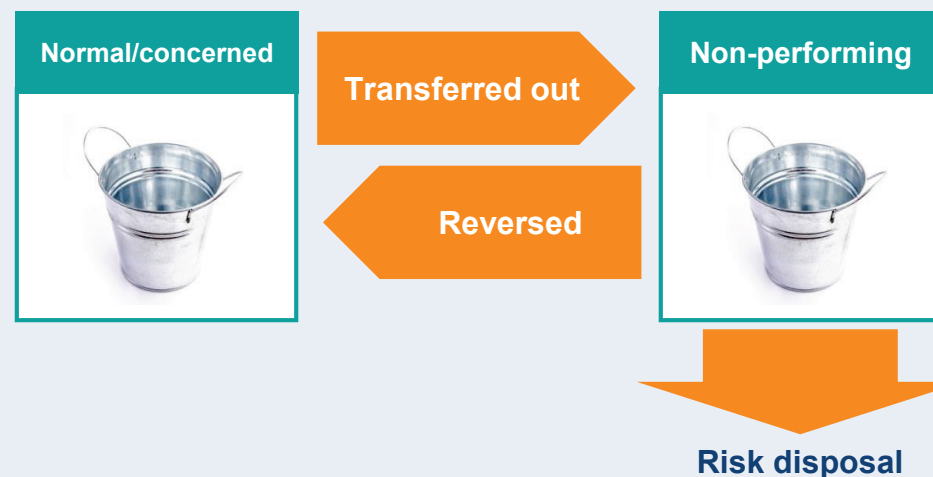 Normal/concerned
Transferred out
Non-performing
Reversed
Risk disposal